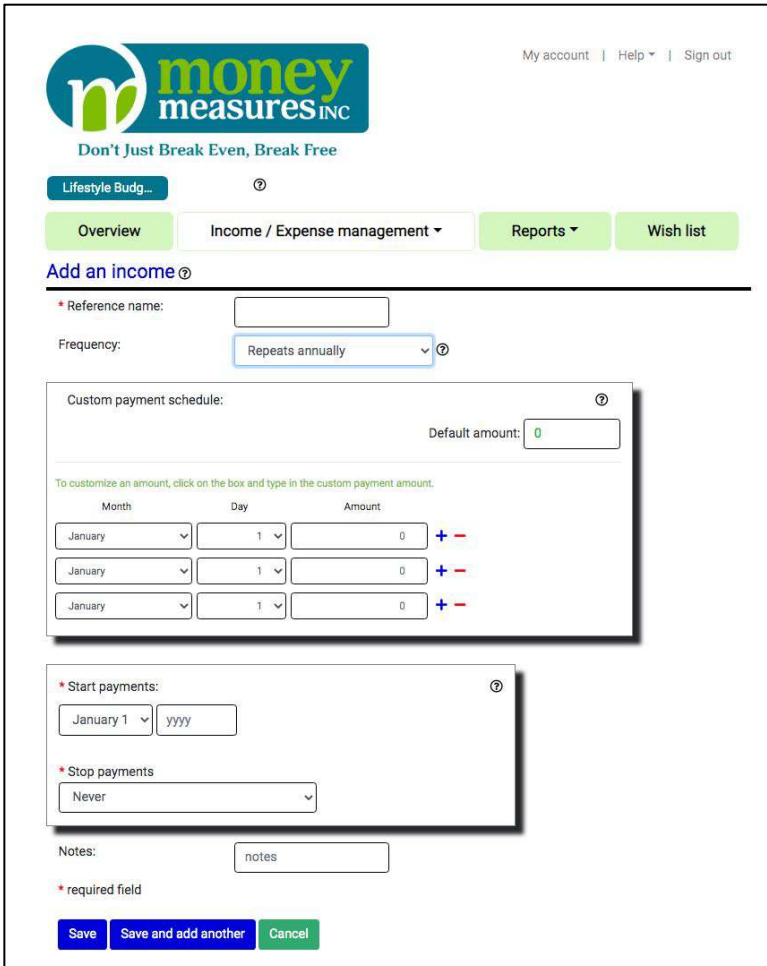 My account | Help | Sign out
m money
measures INC
Don't Just Break Even, Break Free
Lifestyle Budg...
Overview Income / Expense management Reports Wish list
Add an income
* Reference name:
Frequency: Repeats annually
Custom payment schedule:
Default amount: 0
To customize an amount, click on the box and type in the custom payment amount.
Month Day Amount
January 1 0 + −
January 1 0 + −
January 1 0 + −
* Start payments:
January 1 yyyy
* Stop payments
Never
Notes: notes
* required field
Save Save and add another Cancel